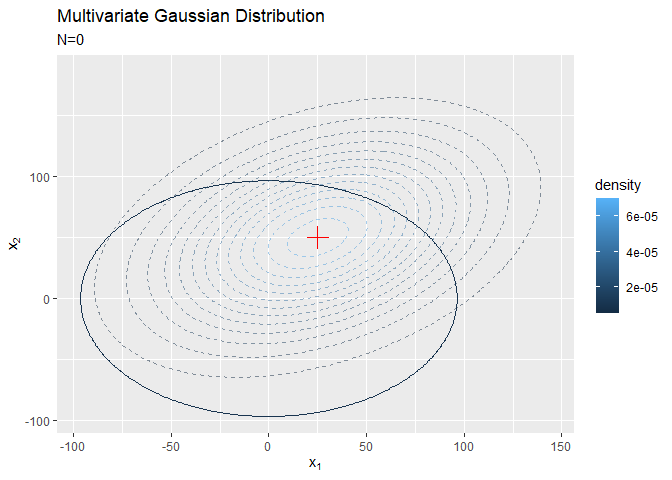 Multivariate Gaussian Distribution
N=0
density
6e-05
4e-05
2e-05
100
0
-100
x₂
-100 -50 0 50 100 150
x₁